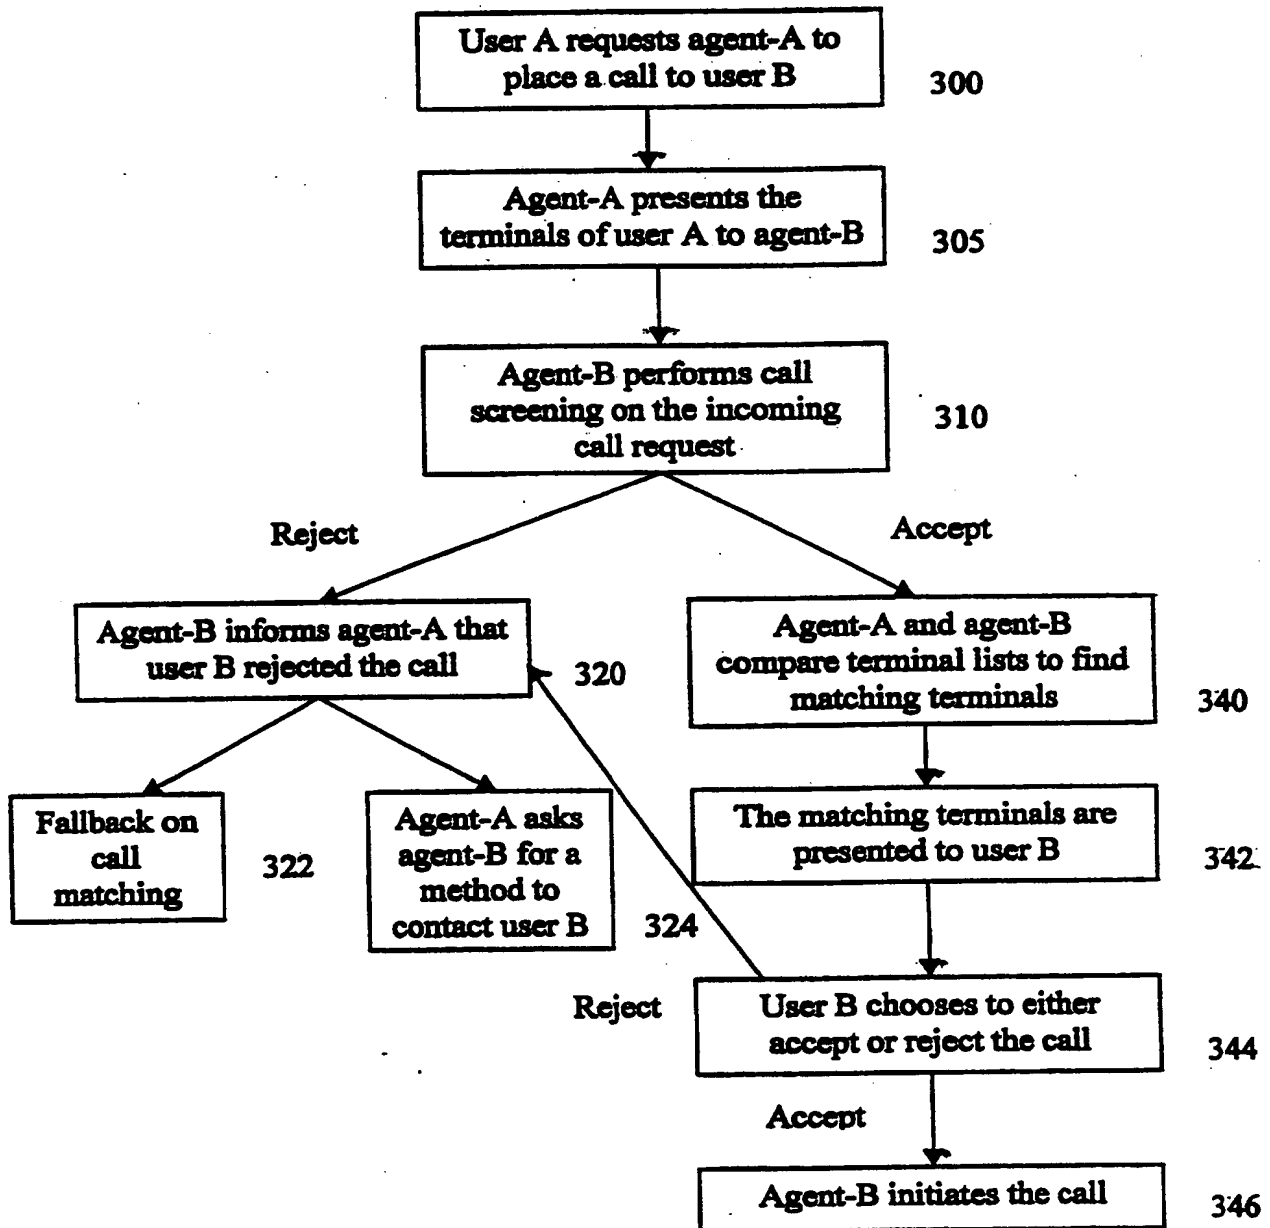 User A requests agent-A to
place a call to user B
300
Agent-A presents the
terminals of user A to agent-B
305
Agent-B performs call
screening on the incoming
call request
310
Reject
Accept
Agent-B informs agent-A that
user B rejected the call
320
Agent-A and agent-B
compare terminal lists to find
matching terminals
340
Fallback on
call
matching
322
Agent-A asks
agent-B for a
method to
contact user B
324
The matching terminals are
presented to user B
342
Reject
User B chooses to either
accept or reject the call
344
Accept
Agent-B initiates the call
346